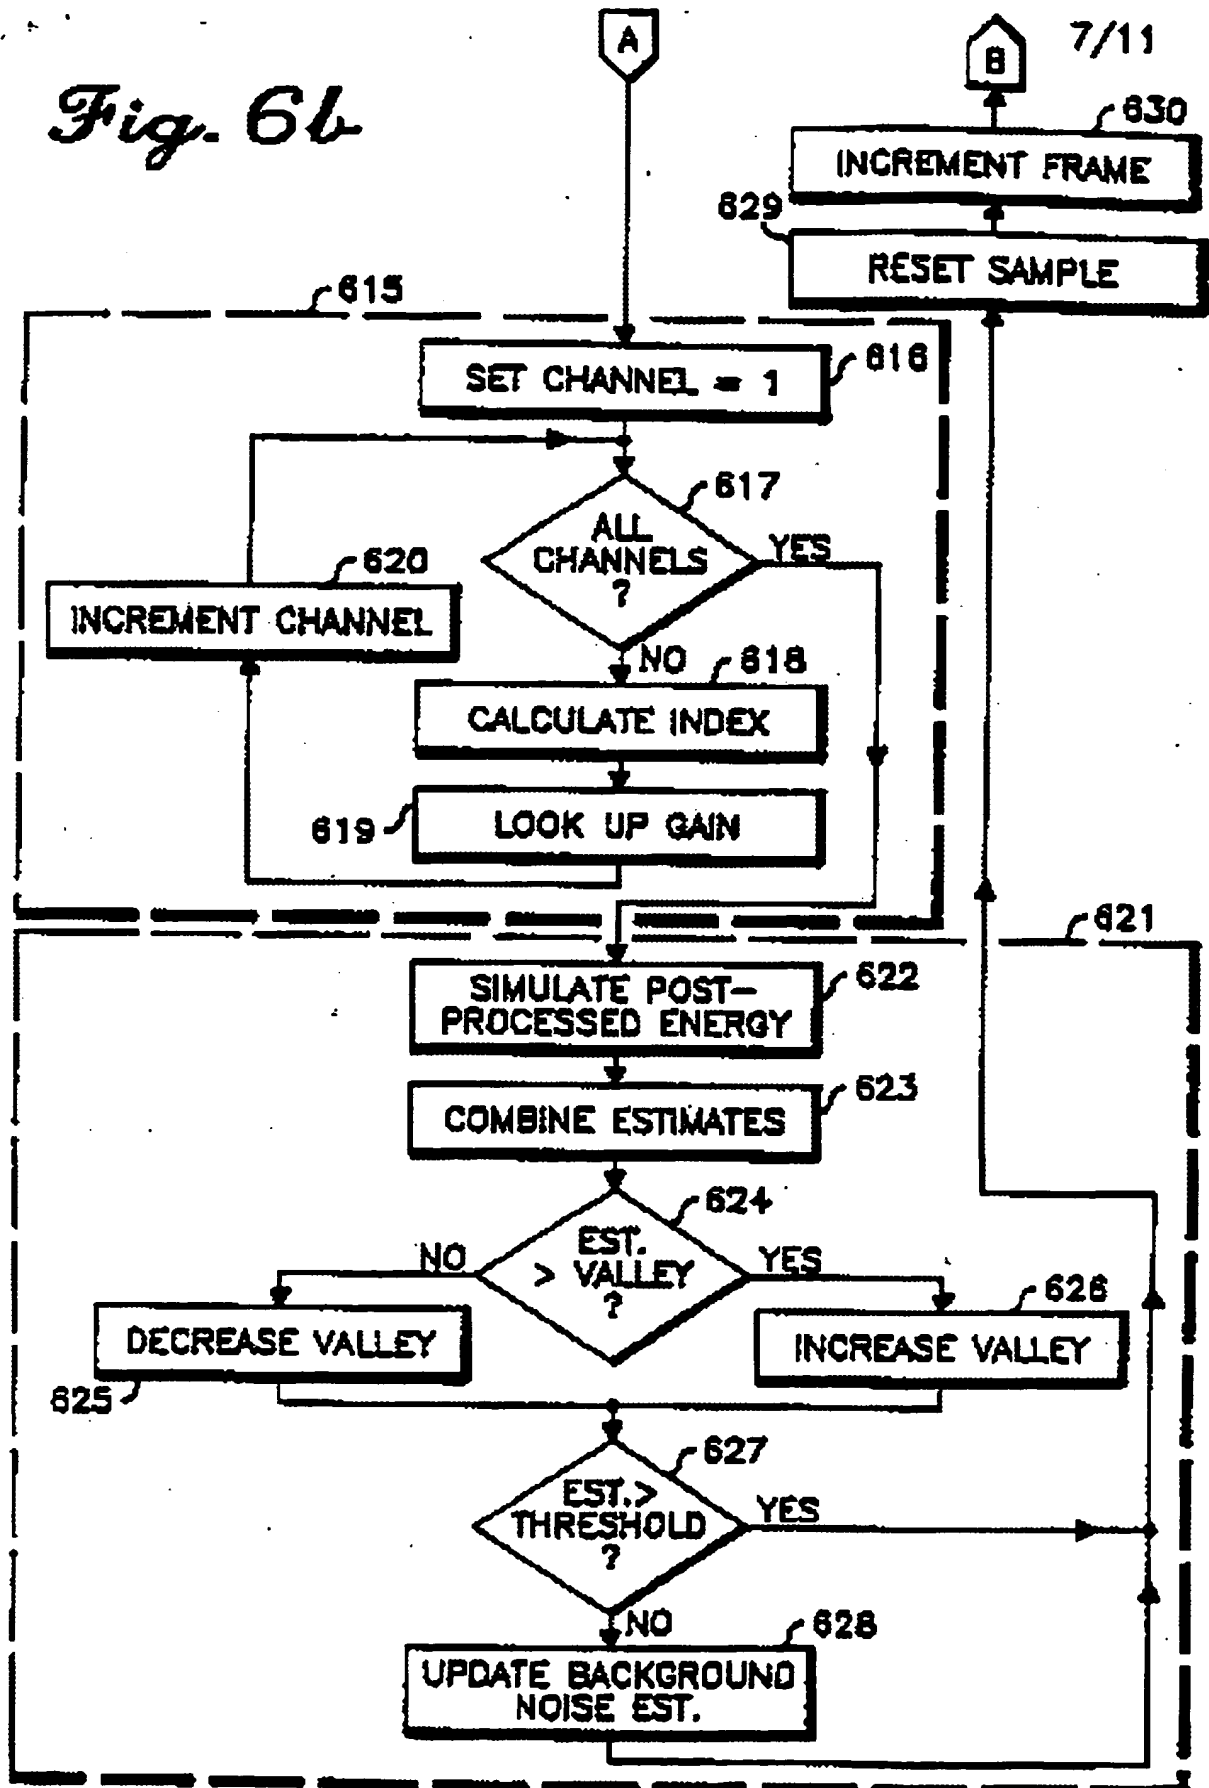 A
B
7/11
Fig. 6b
630
INCREMENT FRAME
629
RESET SAMPLE
615
SET CHANNEL = 1
616
617
ALL
CHANNELS
?
YES
620
INCREMENT CHANNEL
NO
618
CALCULATE INDEX
619
LOOK UP GAIN
621
SIMULATE POST-
PROCESSED ENERGY
622
623
COMBINE ESTIMATES
624
EST.
> VALLEY
?
NO
YES
626
DECREASE VALLEY
INCREASE VALLEY
625
627
EST.>
THRESHOLD
?
YES
NO
628
UPDATE BACKGROUND
NOISE EST.